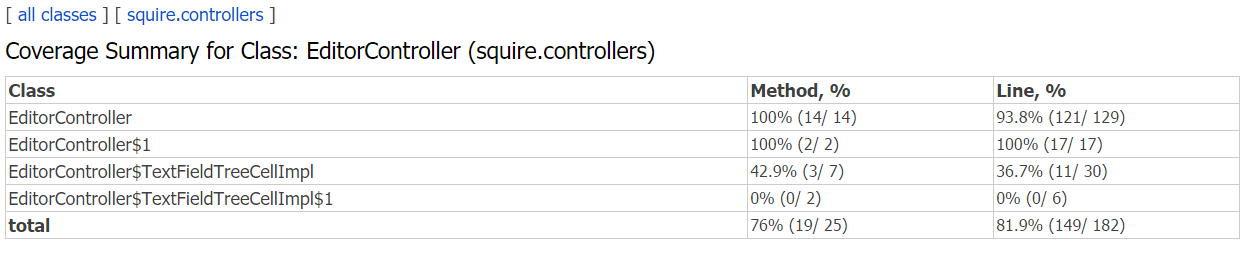 [ all classes ] [ squire.controllers ]
Coverage Summary for Class: EditorController (squire.controllers)
Class Method, % Line, %
EditorController 100% (14/ 14) 93.8% (121/ 129)
EditorController$1 100% (2/ 2) 100% (17/ 17)
EditorController$TextFieldTreeCellImpl 42.9% (3/ 7) 36.7% (11/ 30)
EditorController$TextFieldTreeCellImpl$1 0% (0/ 2) 0% (0/ 6)
total 76% (19/ 25) 81.9% (149/ 182)